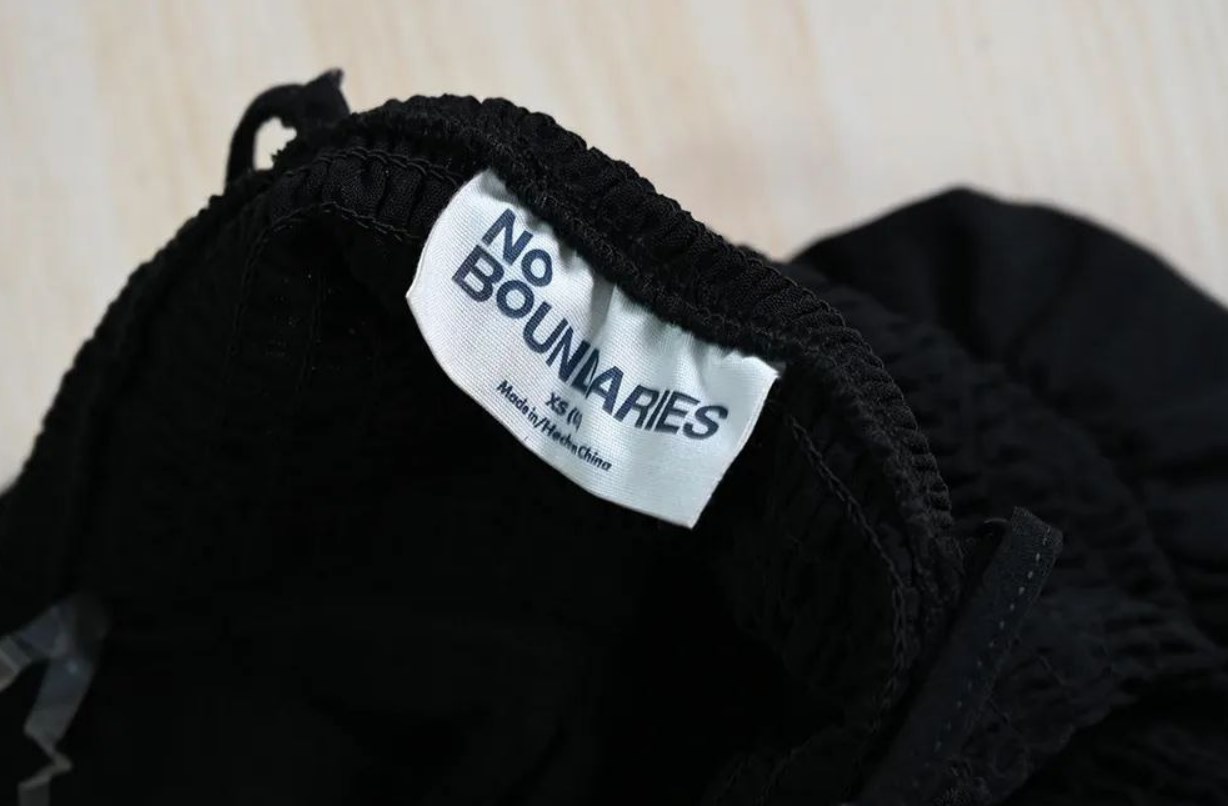 No
BOUNDARIES
XS (
Made in/Hecho China